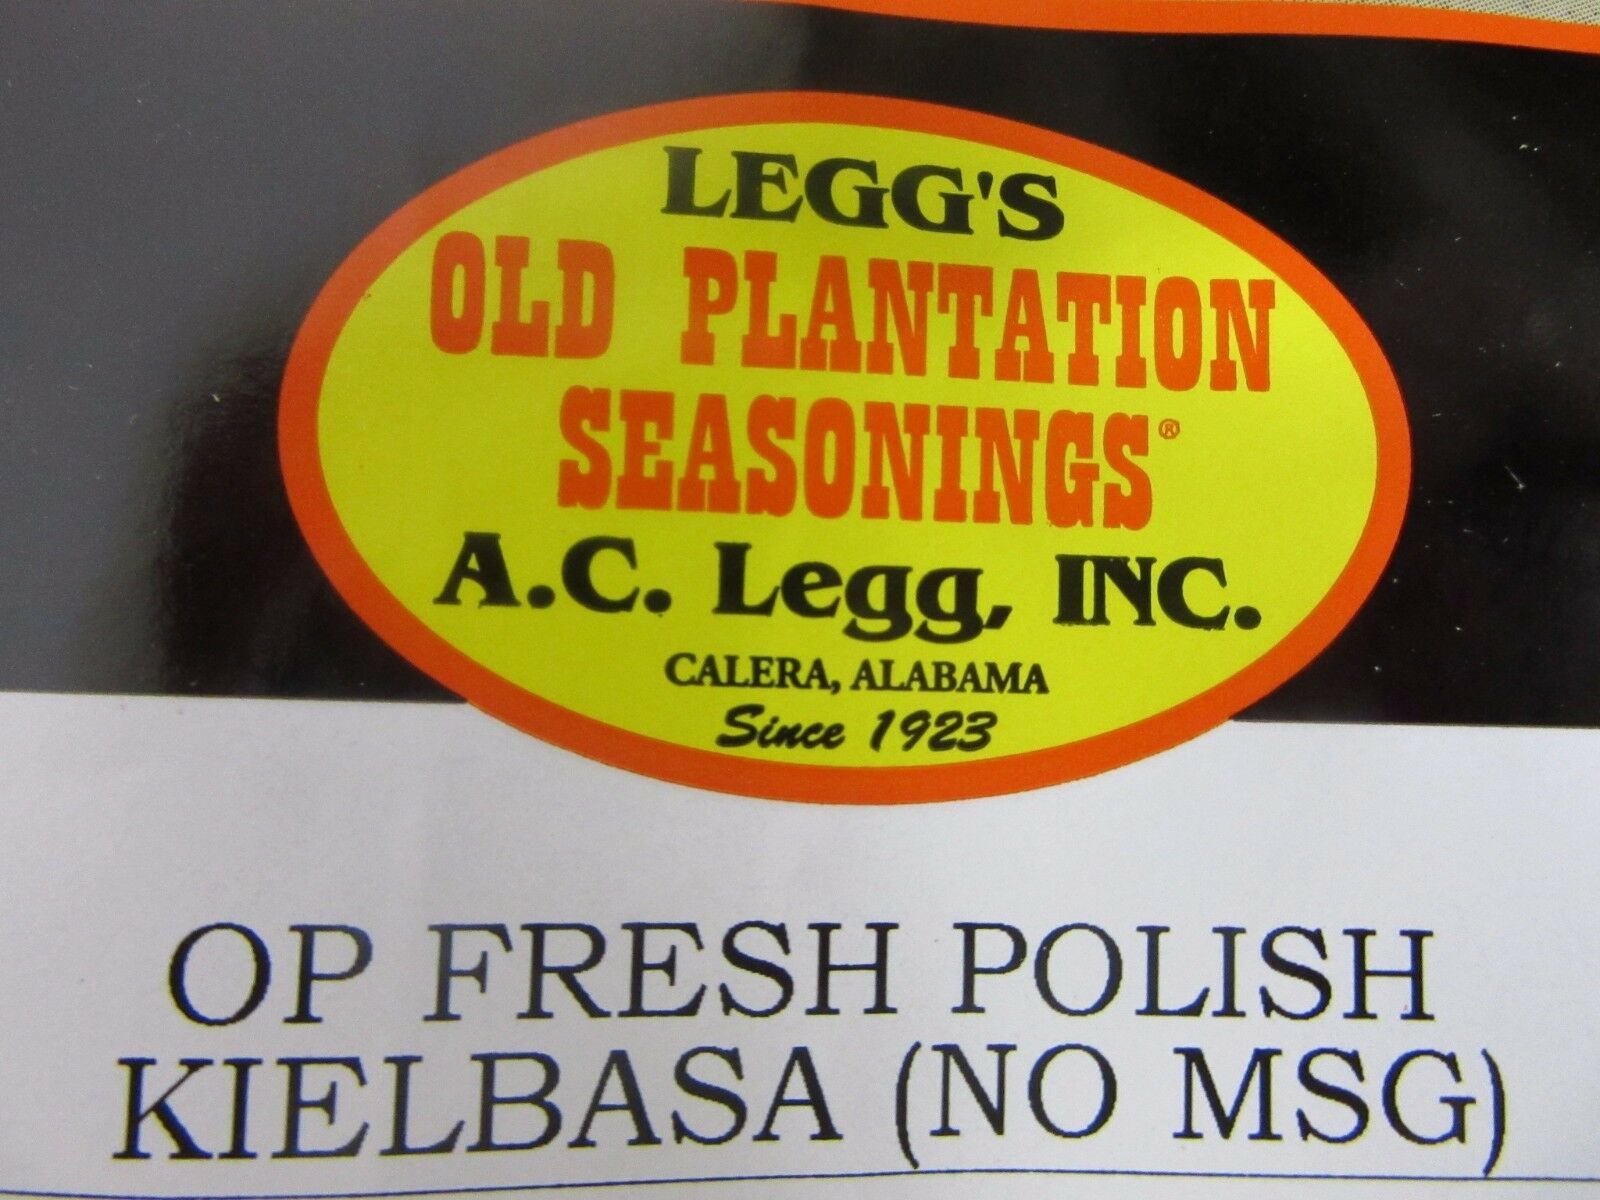 LEGG'S
OLD PLANTATION
SEASONINGS®
A.C. Legg, INC.
CALERA, ALABAMA
Since 1923
OP FRESH POLISH
KIELBASA (NO MSG)